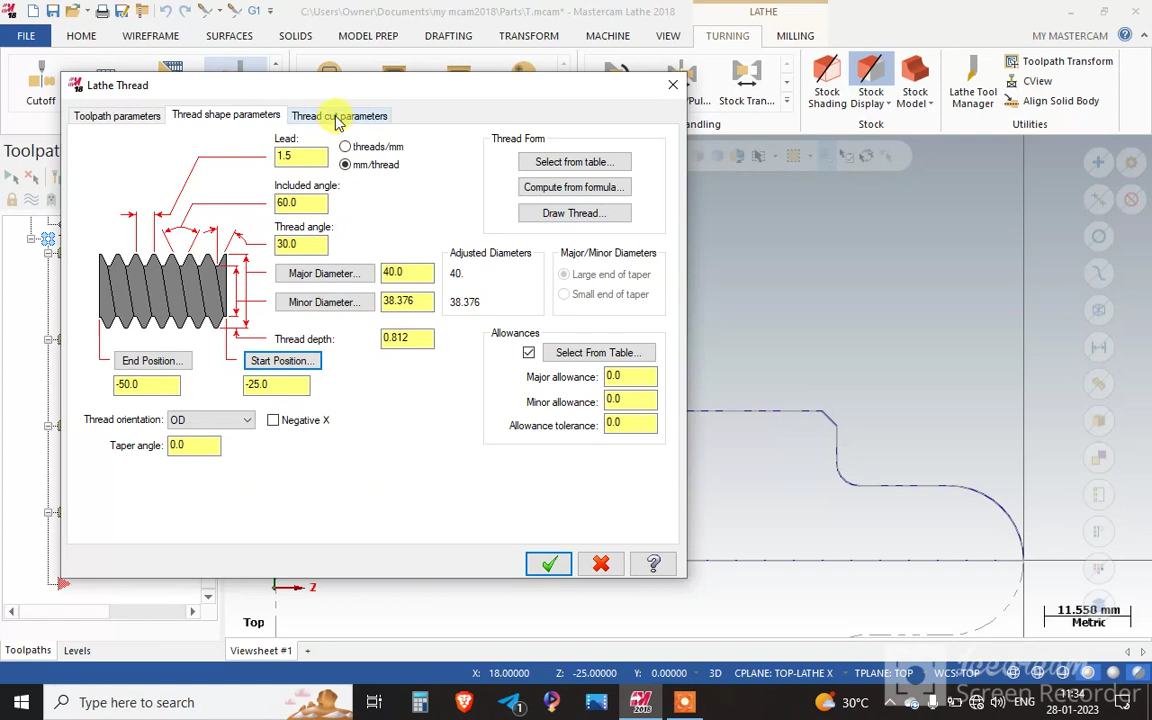 G1
C:\Users\Owner\Documents\my mcam2018\Parts\T.mcam* - Mastercam Lathe 2018
LATHE
FILE
HOME
WIREFRAME
SURFACES
SOLIDS
MODEL PREP
DRAFTING
TRANSFORM
MACHINE
VIEW
TURNING
MILLING
MY MASTERCAM
Cutoff
Stock Tran...
Stock Shading
Stock Display
Stock Model
Stock
Lathe Tool Manager
Toolpath Transform
CView
Align Solid Body
Utilities
Lathe Thread
Toolpath parameters
Thread shape parameters
Thread cut parameters
Lead:
1.5
threads/mm
mm/thread
Included angle:
60.0
Thread angle:
30.0
Major Diameter...
40.0
Minor Diameter...
38.376
Thread depth:
0.812
End Position...
-50.0
Start Position...
-25.0
Thread orientation:
OD
Negative X
Taper angle:
0.0
Thread Form
Select from table...
Compute from formula...
Draw Thread...
Adjusted Diameters
40.
38.376
Major/Minor Diameters
Large end of taper
Small end of taper
Allowances
Select From Table...
Major allowance:
0.0
Minor allowance:
0.0
Allowance tolerance:
0.0
Z
Top
11.550 mm
Metric
Toolpaths
Levels
Viewsheet #1
+
X: 18.00000
Z: -25.00000
Y: 0.00000
3D
CPLANE: TOP-LATHE X
TPLANE: TOP
Type here to search
1
30°C
ENG
11:34
28-01-2023
3
Screen Recorder